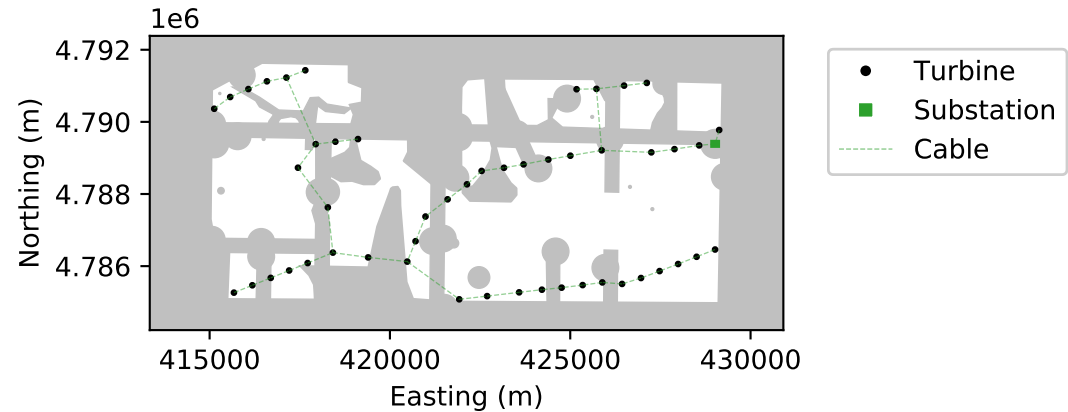 1e6
4.792
4.790
4.788
4.786
Northing (m)
415000 420000 425000 430000
Easting (m)
Turbine
Substation
Cable